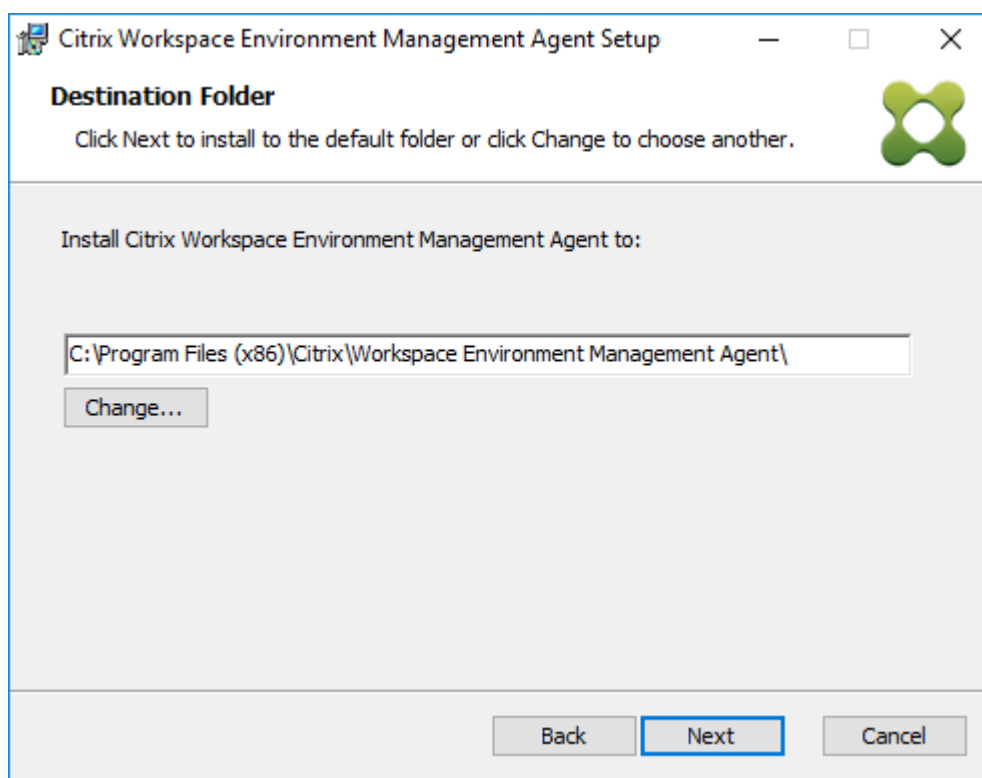 Citrix Workspace Environment Management Agent Setup
Destination Folder
Click Next to install to the default folder or click Change to choose another.
Install Citrix Workspace Environment Management Agent to:
C:\Program Files (x86)\Citrix\Workspace Environment Management Agent\
Change...
Back Next Cancel